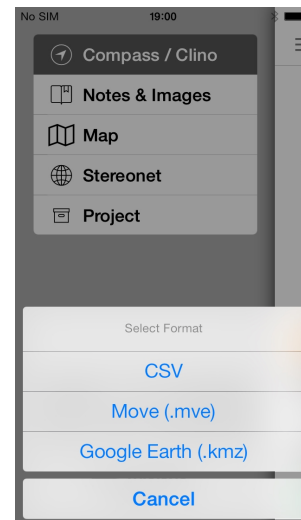 No SIM 19:00
Compass / Clino
Notes & Images
Map
Stereonet
Project
Select Format
CSV
Move (.mve)
Google Earth (.kmz)
Cancel